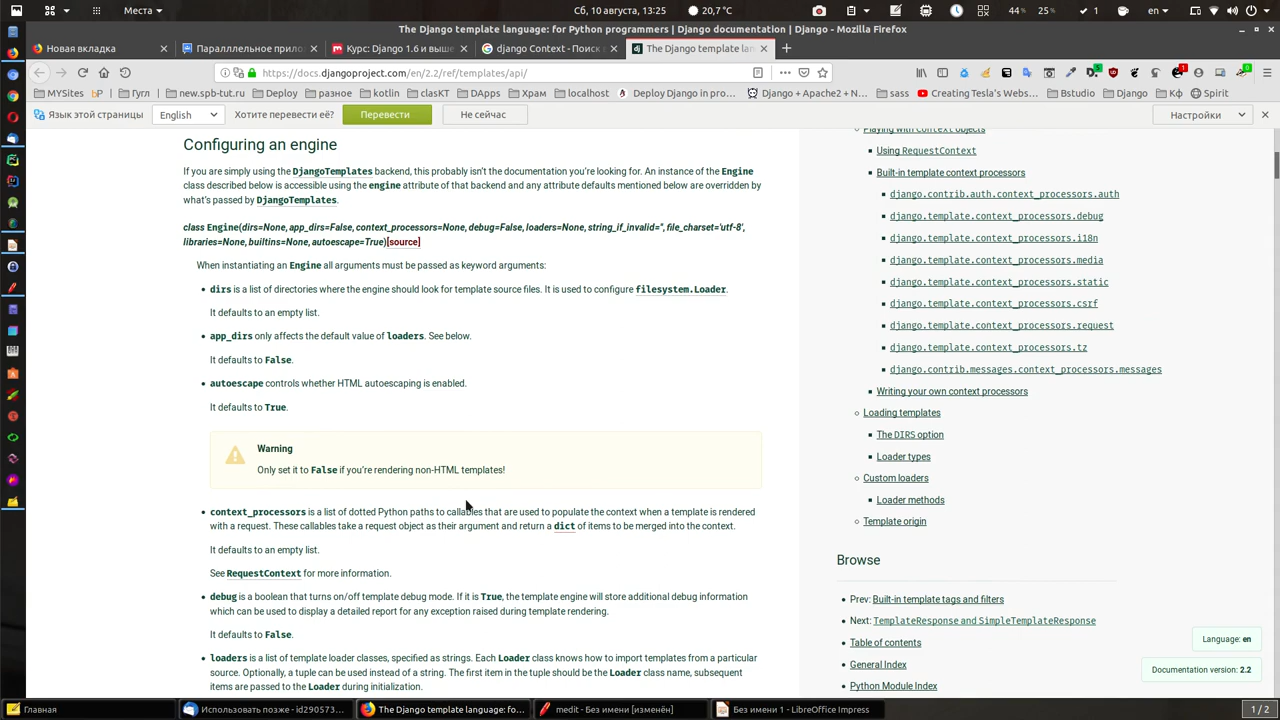 Места
Сб, 10 августа, 13:25
20,7 °C
44%
25%
The Django template language: for Python programmers | Django documentation | Django - Mozilla Firefox
Новая вкладка
Параллельное прило
Курс: Django 1.6 и выше
django Context - Поиск в
The Django template lan
https://docs.djangoproject.com/en/2.2/ref/templates/api/
MYSites
Гугл
new.spb-tut.ru
Deploy
разное
kotlin
clasKT
DApps
Храм
localhost
Deploy Django in pro…
Django + Apache2 + N…
sass
Creating Tesla's Webs…
Bstudio
Django
Кф
Spirit
Язык этой страницы
English
Хотите перевести её?
Перевести
Не сейчас
Настройки
Configuring an engine
If you are simply using the DjangoTemplates backend, this probably isn't the documentation you're looking for. An instance of the Engine
class described below is accessible using the engine attribute of that backend and any attribute defaults mentioned below are overridden by
what's passed by DjangoTemplates.
class Engine(dirs=None, app_dirs=False, context_processors=None, debug=False, loaders=None, string_if_invalid='', file_charset='utf-8',
libraries=None, builtins=None, autoescape=True)[source]
When instantiating an Engine all arguments must be passed as keyword arguments:
• dirs is a list of directories where the engine should look for template source files. It is used to configure filesystem.Loader.
It defaults to an empty list.
• app_dirs only affects the default value of loaders. See below.
It defaults to False.
• autoescape controls whether HTML autoescaping is enabled.
It defaults to True.
Warning
Only set it to False if you're rendering non-HTML templates!
• context_processors is a list of dotted Python paths to callables that are used to populate the context when a template is rendered
with a request. These callables take a request object as their argument and return a dict of items to be merged into the context.
It defaults to an empty list.
See RequestContext for more information.
• debug is a boolean that turns on/off template debug mode. If it is True, the template engine will store additional debug information
which can be used to display a detailed report for any exception raised during template rendering.
It defaults to False.
• loaders is a list of template loader classes, specified as strings. Each Loader class knows how to import templates from a particular
source. Optionally, a tuple can be used instead of a string. The first item in the tuple should be the Loader class name, subsequent
items are passed to the Loader during initialization.
Playing with Context objects
Using RequestContext
Built-in template context processors
django.contrib.auth.context_processors.auth
django.template.context_processors.debug
django.template.context_processors.i18n
django.template.context_processors.media
django.template.context_processors.static
django.template.context_processors.csrf
django.template.context_processors.request
django.template.context_processors.tz
django.contrib.messages.context_processors.messages
Writing your own context processors
Loading templates
The DIRS option
Loader types
Custom loaders
Loader methods
Template origin
Browse
• Prev: Built-in template tags and filters
• Next: TemplateResponse and SimpleTemplateResponse
• Table of contents
• General Index
• Python Module Index
Language: en
Documentation version: 2.2
Главная
Использовать позже - id290573…
The Django template language: fo…
medit - Без имени [изменён]
Без имени 1 - LibreOffice Impress
1 / 2